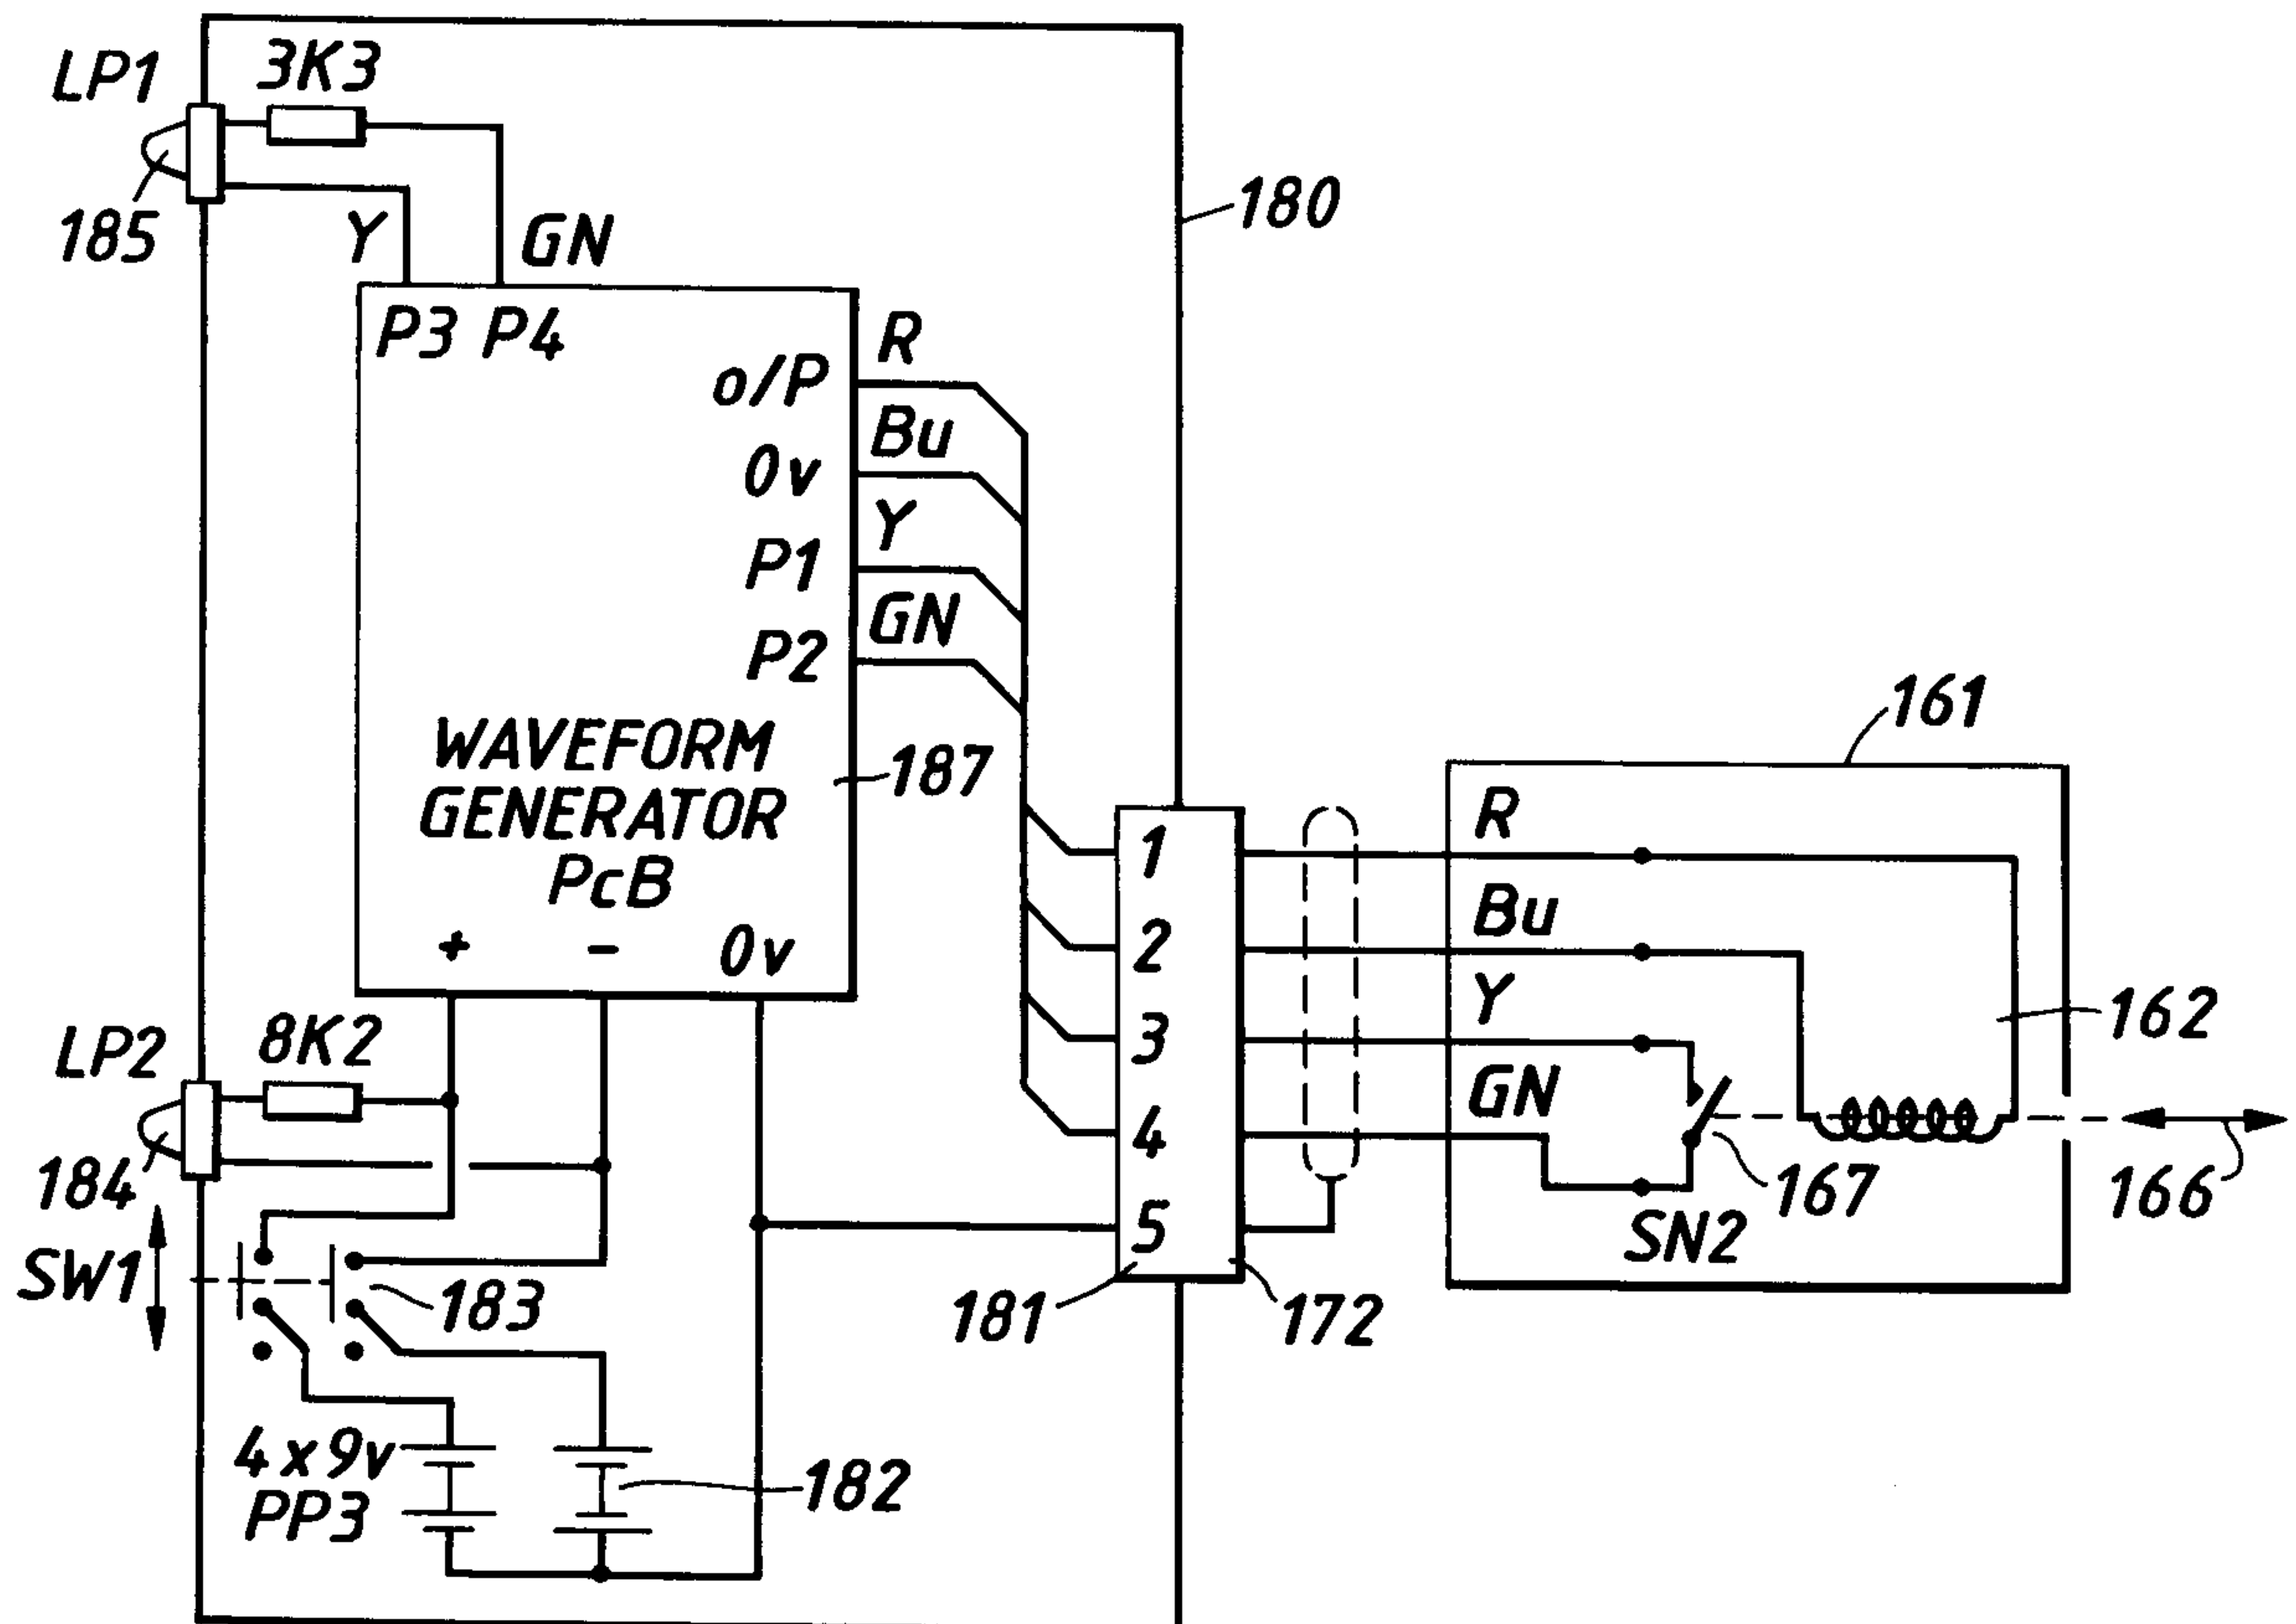 LP1
3K3
185
Y
GN
180
P3 P4
o/P
R
0v
Bu
P1
Y
P2
GN
WAVEFORM
GENERATOR
PcB
187
+
-
0v
161
1
R
2
Bu
3
Y
4
GN
5
162
LP2
8K2
184
SW1
183
SN2
167
166
181
172
4x9v
PP3
182